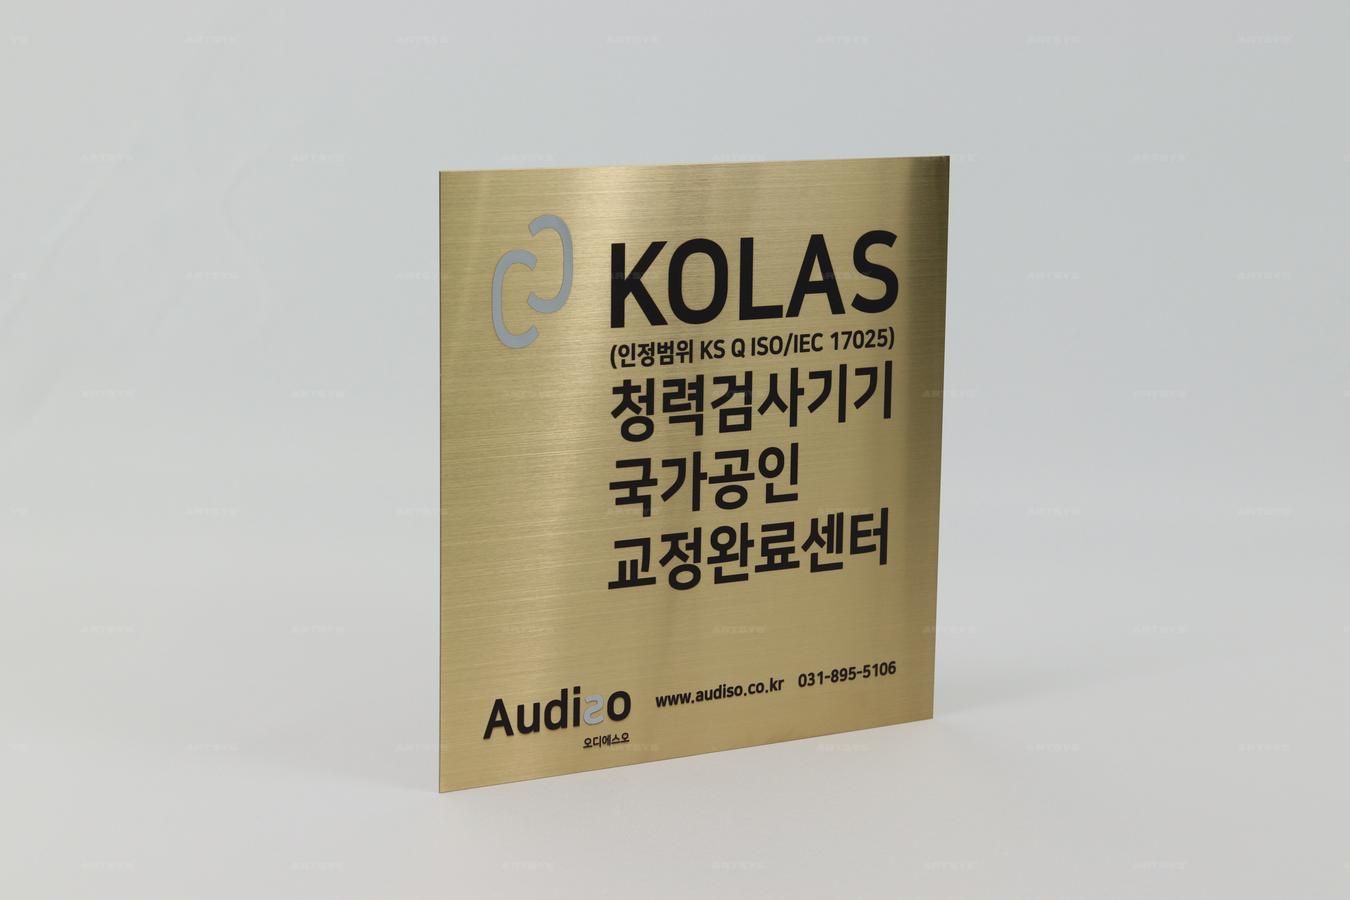 KOLAS
(인정범위 KS Q ISO/IEC 17025)
청력검사기기
국가공인
교정완료센터
Audiso www.audiso.co.kr 031-895-5106
오디에스오